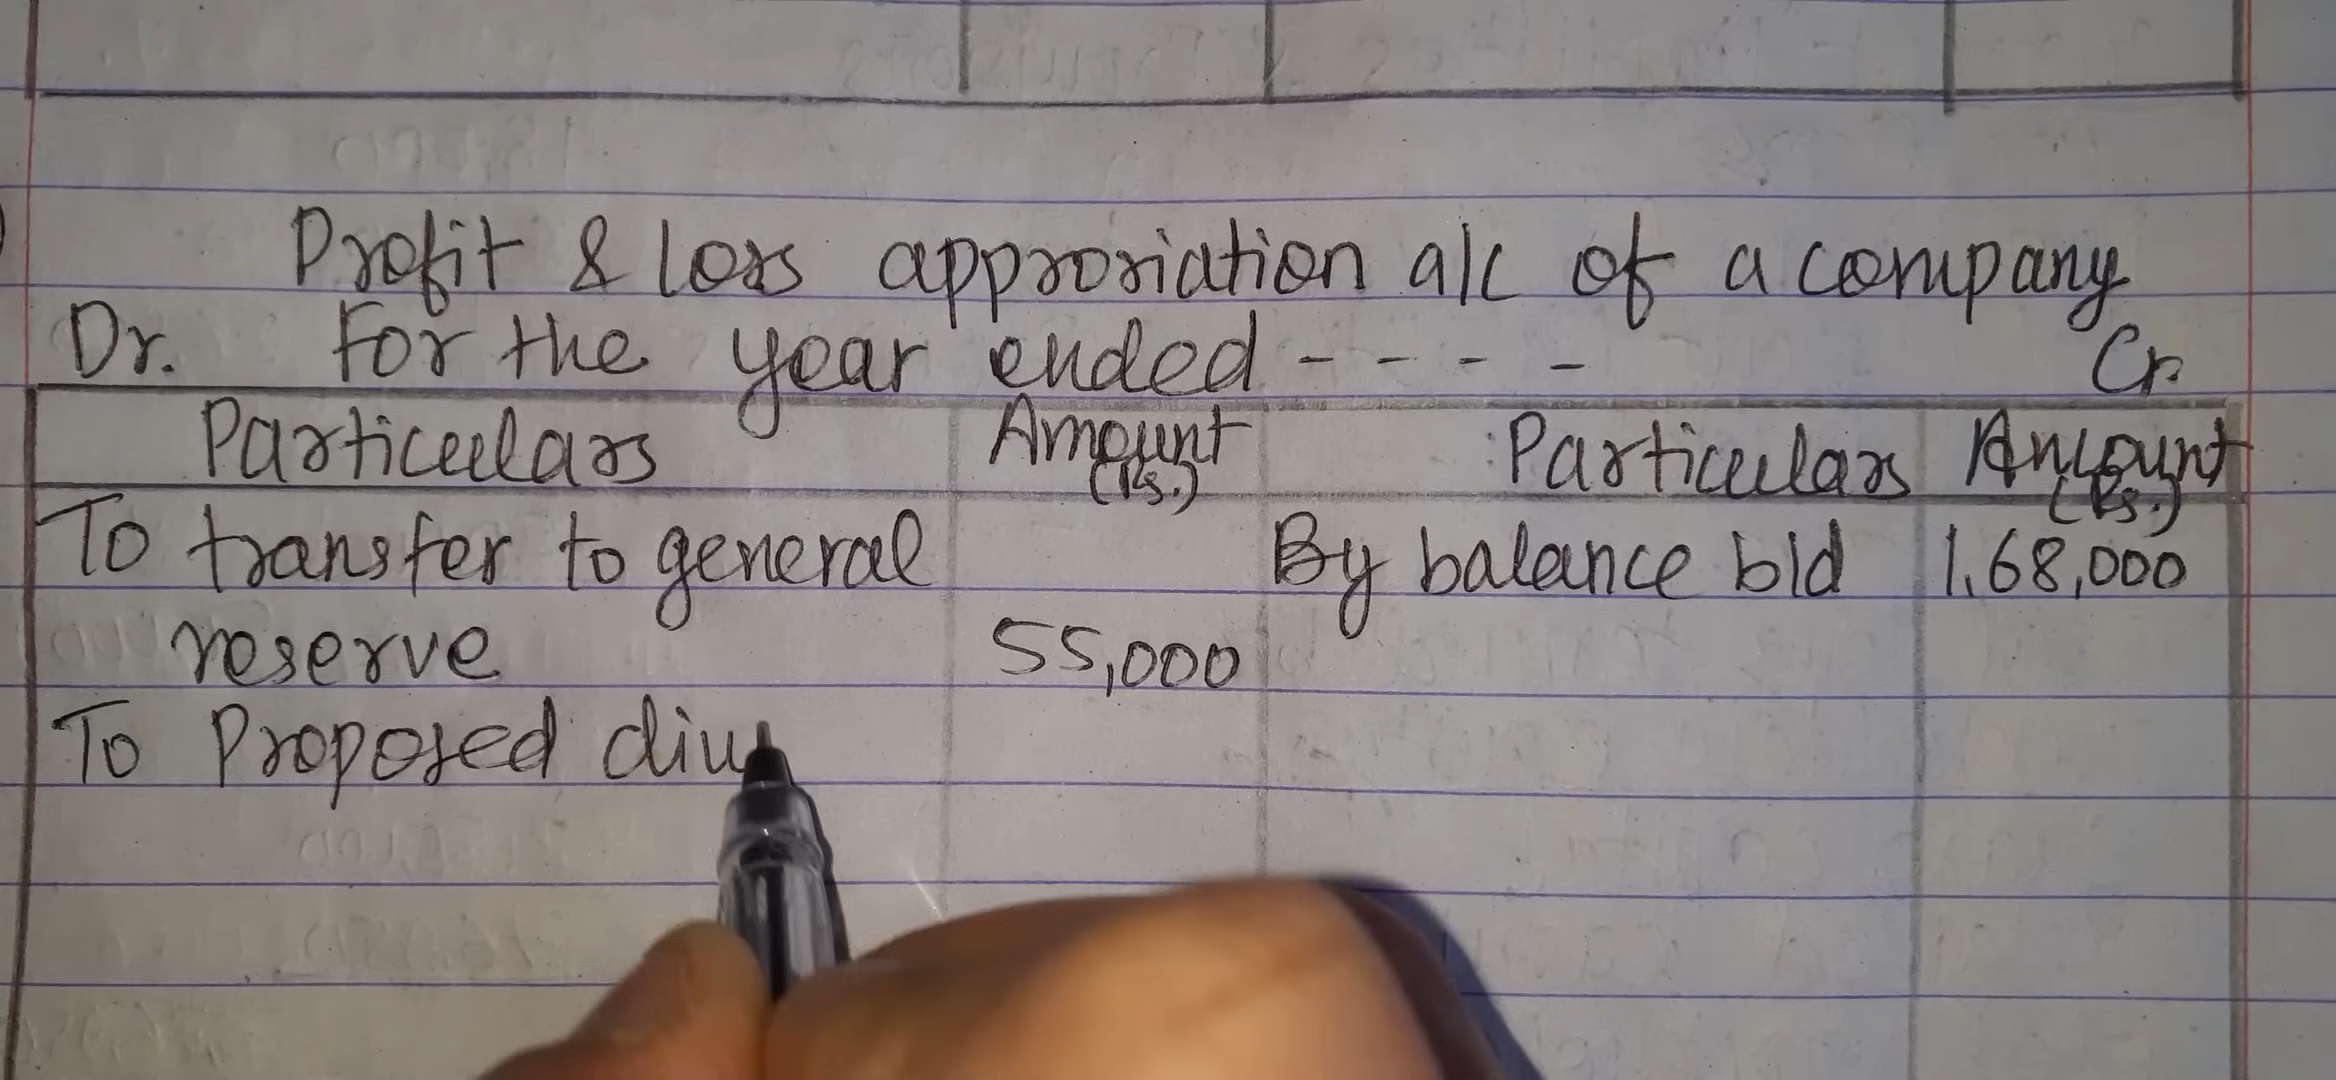 Profit & Loss approriation a/c of a company
Dr. For the year ended - - - - Cr.
Particulars Amount (Rs.) Particulars Amount (Rs.)
To transfer to general By balance b/d 1,68,000
reserve 55,000
To Proposed div